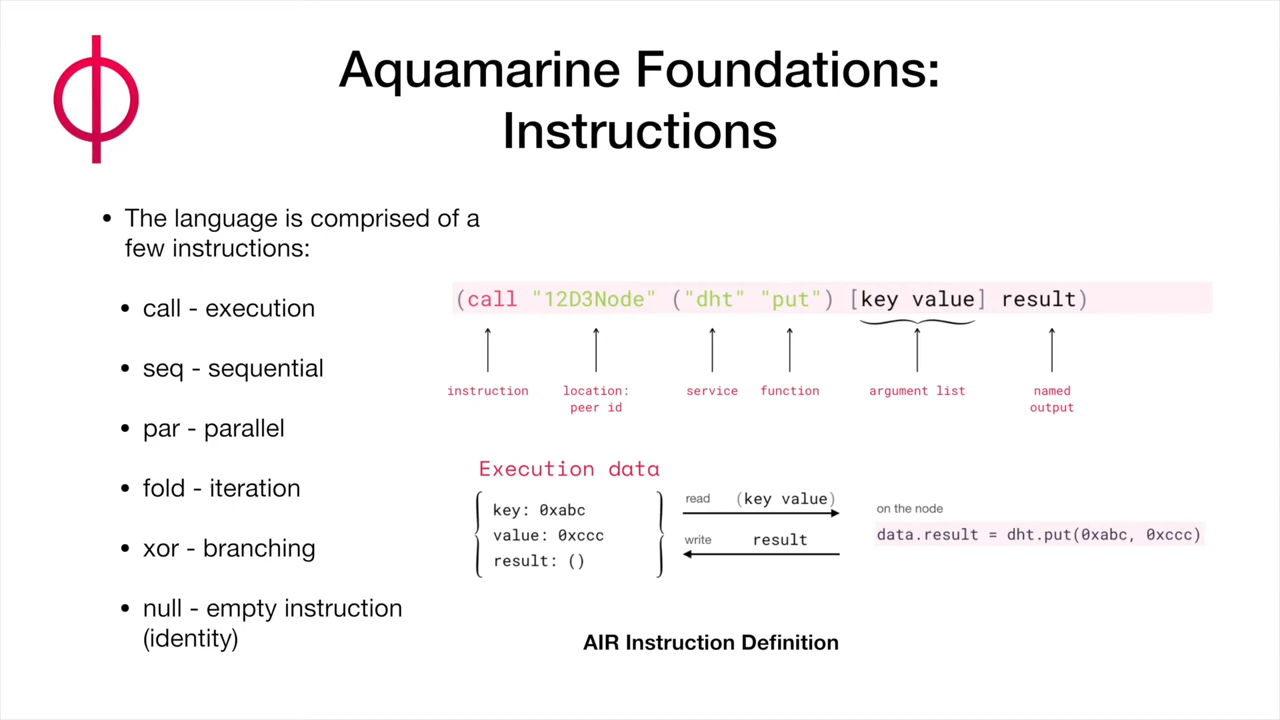 Aquamarine Foundations:
Instructions
• The language is comprised of a
few instructions:
• call - execution
• seq - sequential
• par - parallel
• fold - iteration
• xor - branching
• null - empty instruction
(identity)
(call "12D3Node" ("dht" "put") [key value] result)
instruction
location:
peer id
service
function
argument list
named
output
Execution data
key: 0xabc
value: 0xccc
result: ()
read (key value)
write result
on the node
data.result = dht.put(0xabc, 0xccc)
AIR Instruction Definition